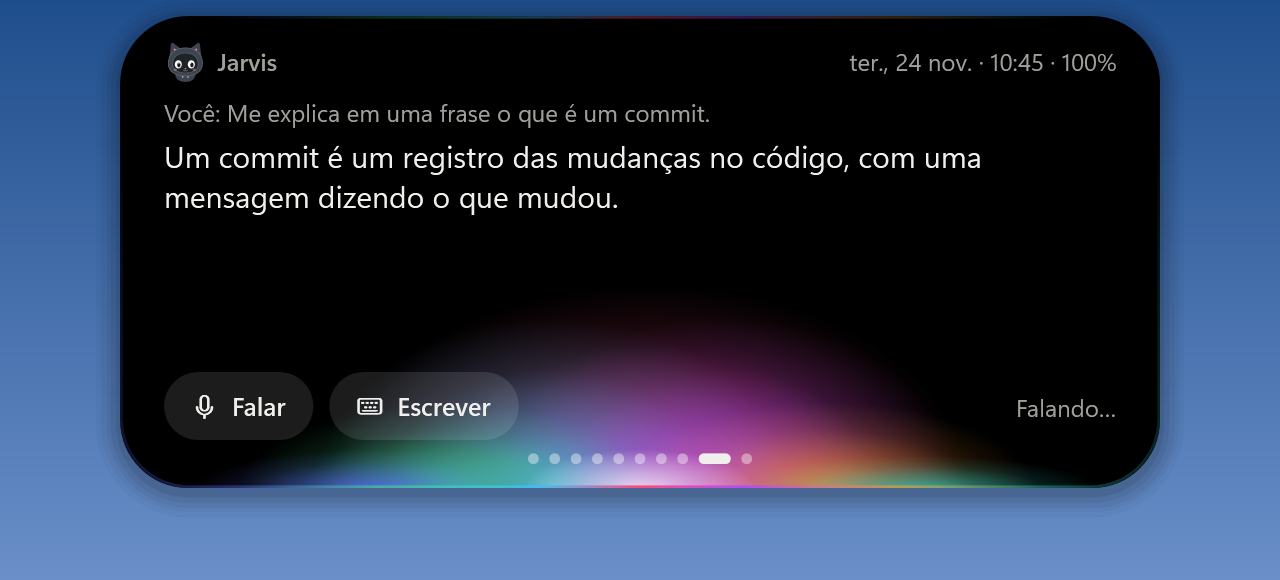 Jarvis
ter., 24 nov. · 10:45 · 100%
Você: Me explica em uma frase o que é um commit.
Um commit é um registro das mudanças no código, com uma
mensagem dizendo o que mudou.
Falar
Escrever
Falando...